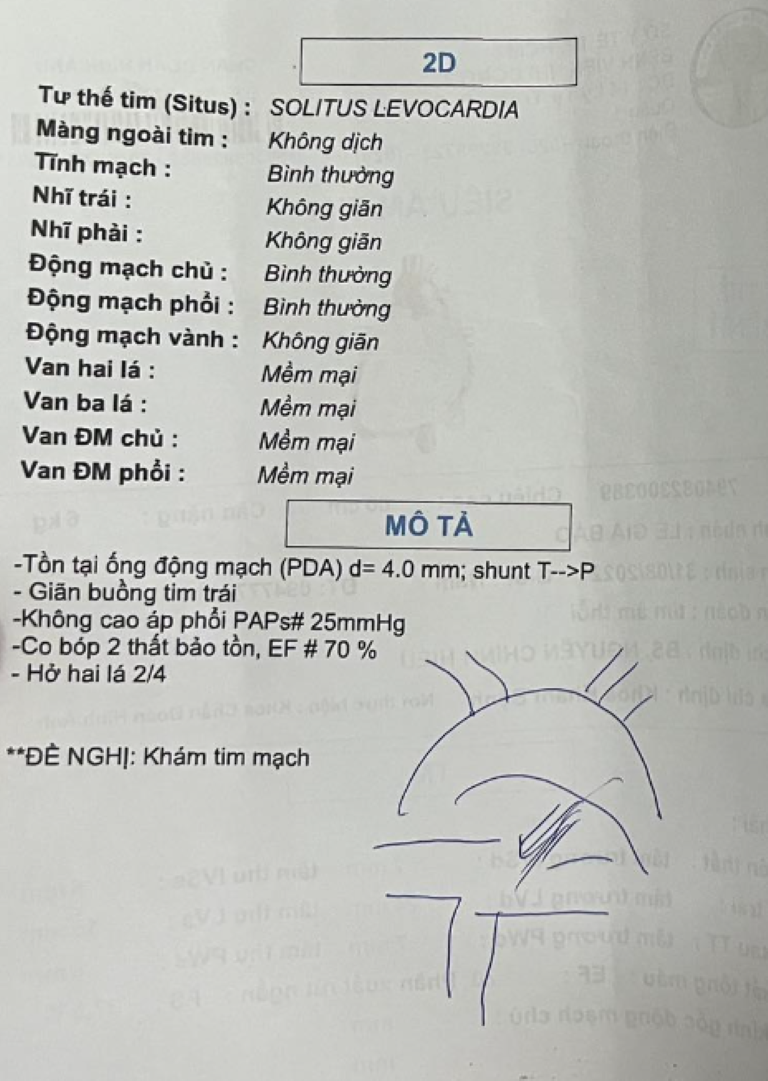 2D
Tư thế tim (Situs) : SOLITUS LEVOCARDIA
Màng ngoài tim : Không dịch
Tĩnh mạch : Bình thường
Nhĩ trái : Không giãn
Nhĩ phải : Không giãn
Động mạch chủ : Bình thường
Động mạch phổi : Bình thường
Động mạch vành : Không giãn
Van hai lá : Mềm mại
Van ba lá : Mềm mại
Van ĐM chủ : Mềm mại
Van ĐM phổi : Mềm mại
MÔ TẢ
-Tồn tại ống động mạch (PDA) d= 4.0 mm; shunt T-->P
- Giãn buồng tim trái
-Không cao áp phổi PAPs# 25mmHg
-Co bóp 2 thất bảo tồn, EF # 70 %
- Hở hai lá 2/4
**ĐỀ NGHỊ: Khám tim mạch